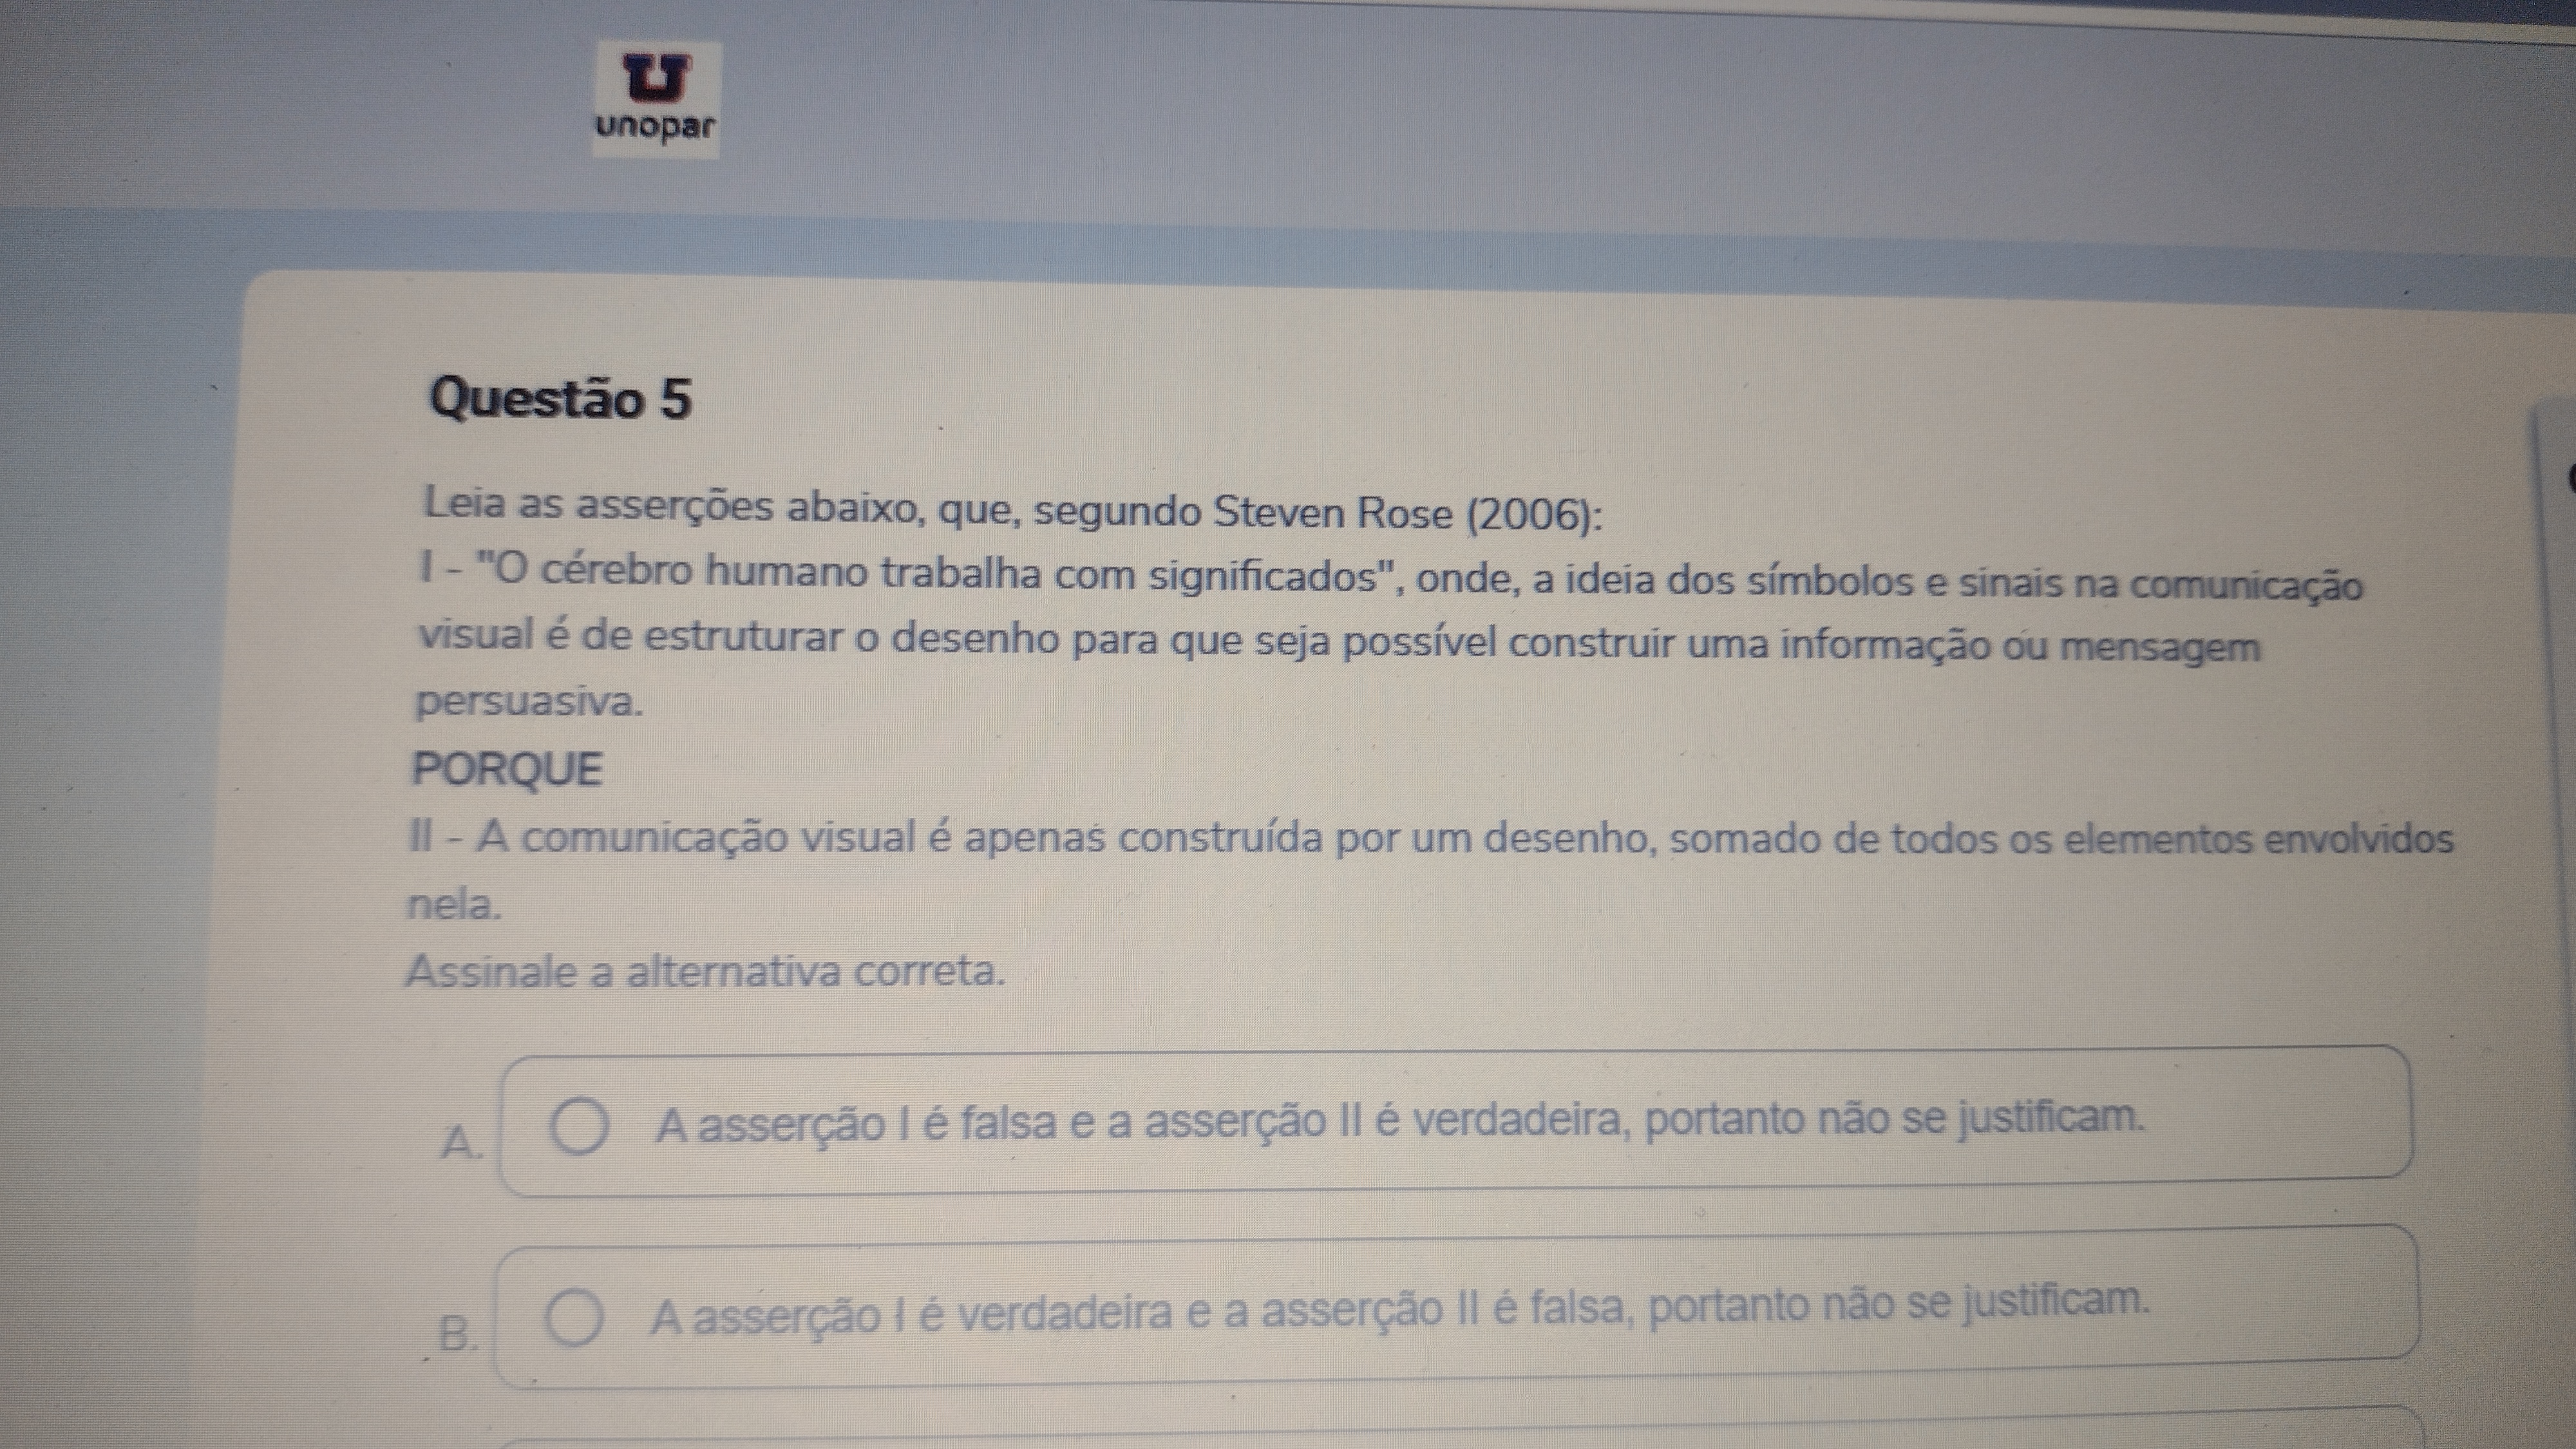 U
unopar
Questão 5
Leia as asserções abaixo, que, segundo Steven Rose (2006):
I - "O cérebro humano trabalha com significados", onde, a ideia dos símbolos e sinais na comunicação
visual é de estruturar o desenho para que seja possível construir uma informação ou mensagem
persuasiva.
PORQUE
II - A comunicação visual é apenas construída por um desenho, somado de todos os elementos envolvidos
nela.
Assinale a alternativa correta.
A. A asserção I é falsa e a asserção II é verdadeira, portanto não se justificam.
B. A asserção I é verdadeira e a asserção II é falsa, portanto não se justificam.